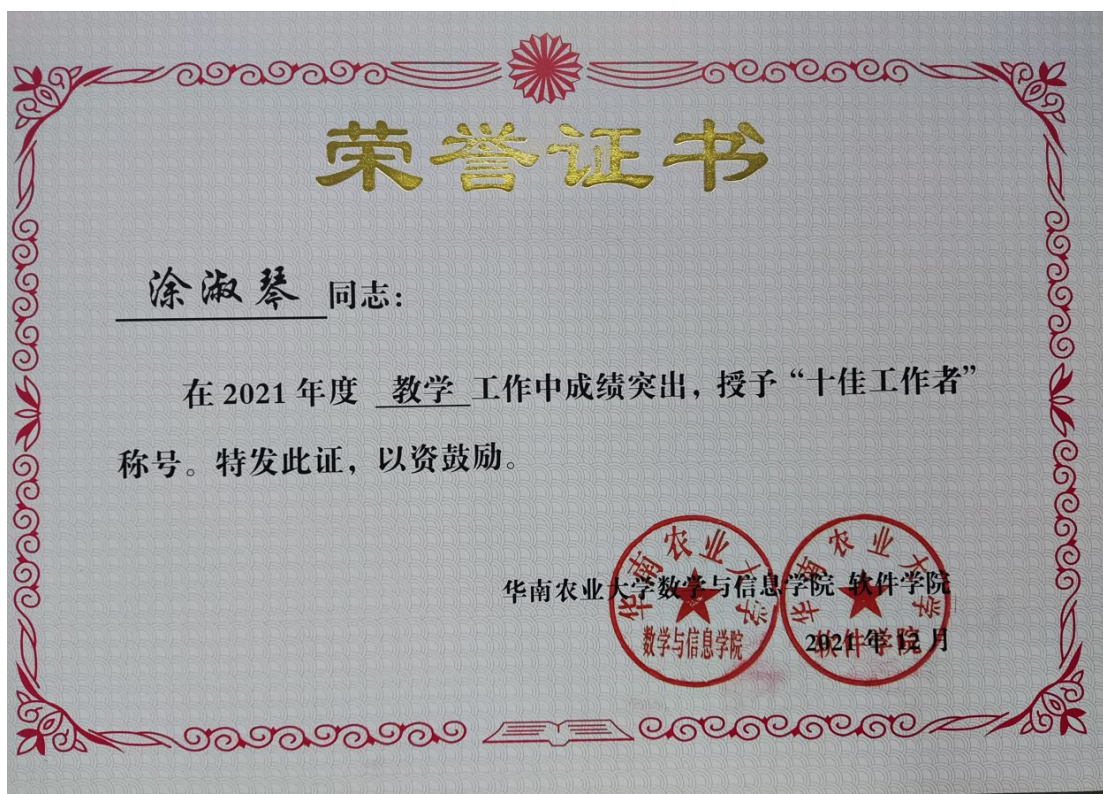 荣誉证书
涂淑琴 同志：
在 2021 年度 教学 工作中成绩突出，授予“十佳工作者”
称号。特发此证，以资鼓励。
华南农业大学数学与信息学院 软件学院
2021 年 12 月
华南农业大学
数学与信息学院
华南农业大学
软件学院